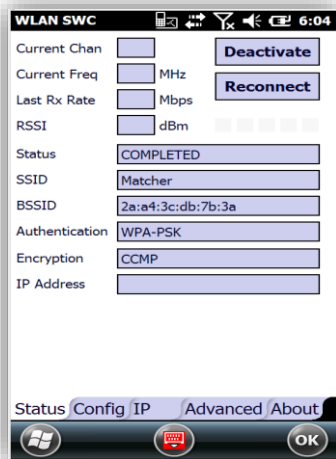 WLAN SWC 6:04
Current Chan Deactivate
Current Freq MHz
Reconnect
Last Rx Rate Mbps
RSSI dBm
Status COMPLETED
SSID Matcher
BSSID 2a:a4:3c:db:7b:3a
Authentication WPA-PSK
Encryption CCMP
IP Address
Status Config IP Advanced About
OK